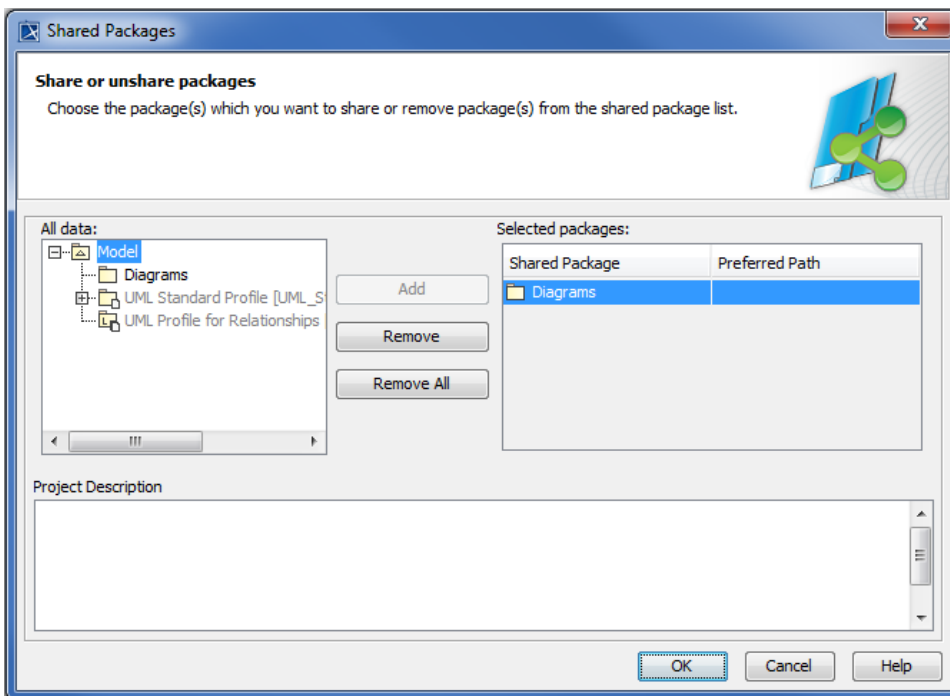 Shared Packages
Share or unshare packages
Choose the package(s) which you want to share or remove package(s) from the shared package list.
All data:
Selected packages:
Model
Diagrams
UML Standard Profile [UML_S
UML Profile for Relationships [
Add
Remove
Remove All
Shared Package Preferred Path
Diagrams
Project Description
OK Cancel Help